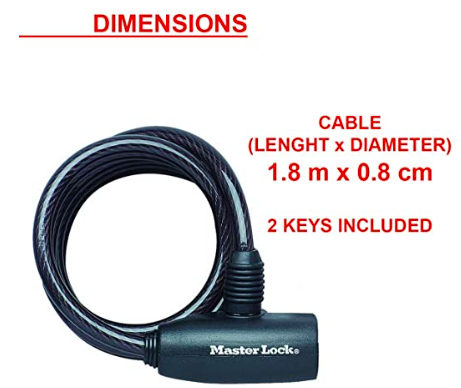 DIMENSIONS
CABLE
(LENGHT x DIAMETER)
1.8 m x 0.8 cm
2 KEYS INCLUDED
Master Lock®